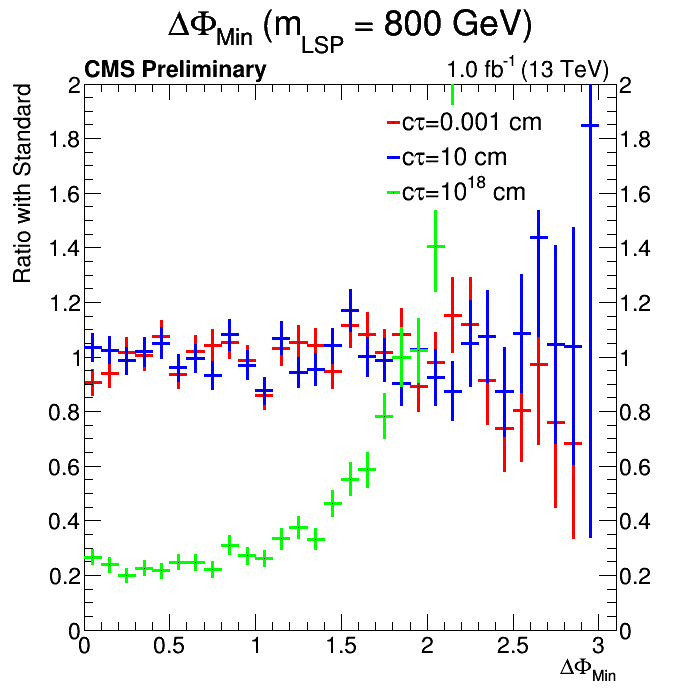 ΔΦ_Min (m_LSP = 800 GeV)
CMS Preliminary 1.0 fb⁻¹ (13 TeV)
Ratio with Standard
cτ=0.001 cm
cτ=10 cm
cτ=10¹⁸ cm
2 2
1.8 1.8
1.6 1.6
1.4 1.4
1.2 1.2
1 1
0.8 0.8
0.6 0.6
0.4 0.4
0.2 0.2
0 0
0 0.5 1 1.5 2 2.5 3
ΔΦ_Min